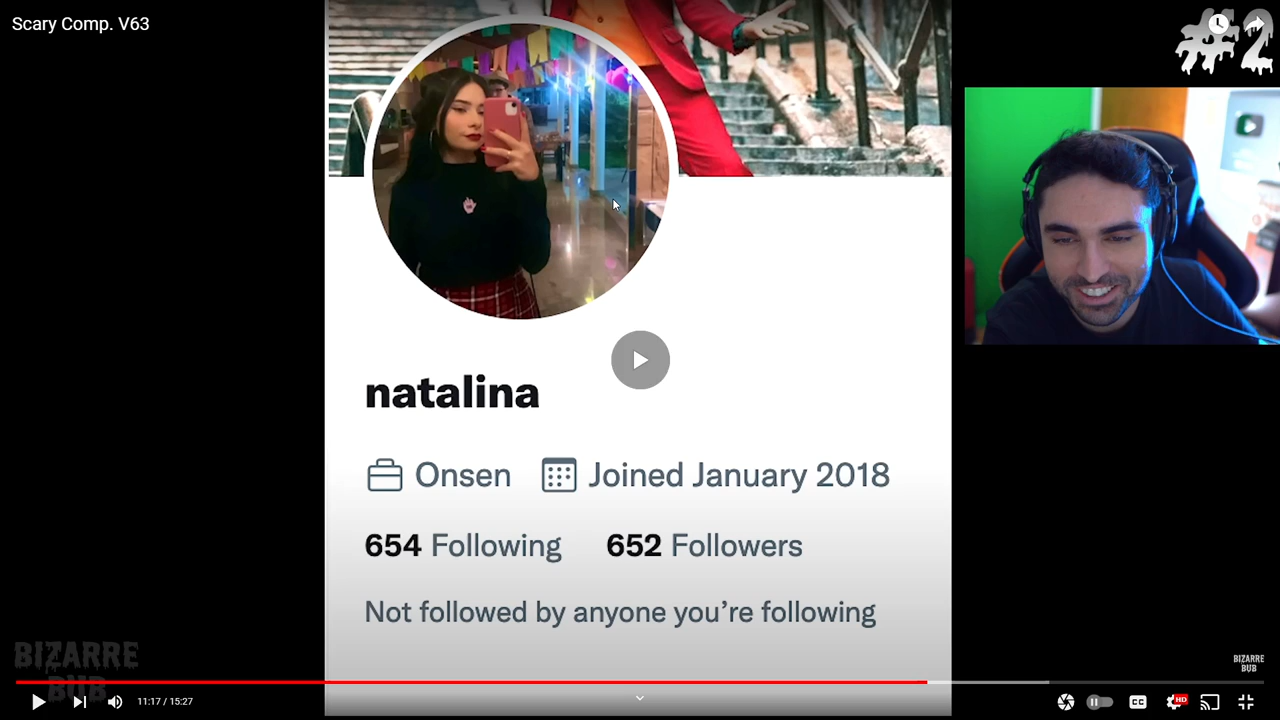 Scary Comp. V63
#2
natalina
Onsen Joined January 2018
654 Following 652 Followers
Not followed by anyone you're following
BIZARRE
BUB
BIZARRE
BUB
11:17 / 15:27
CC
HD